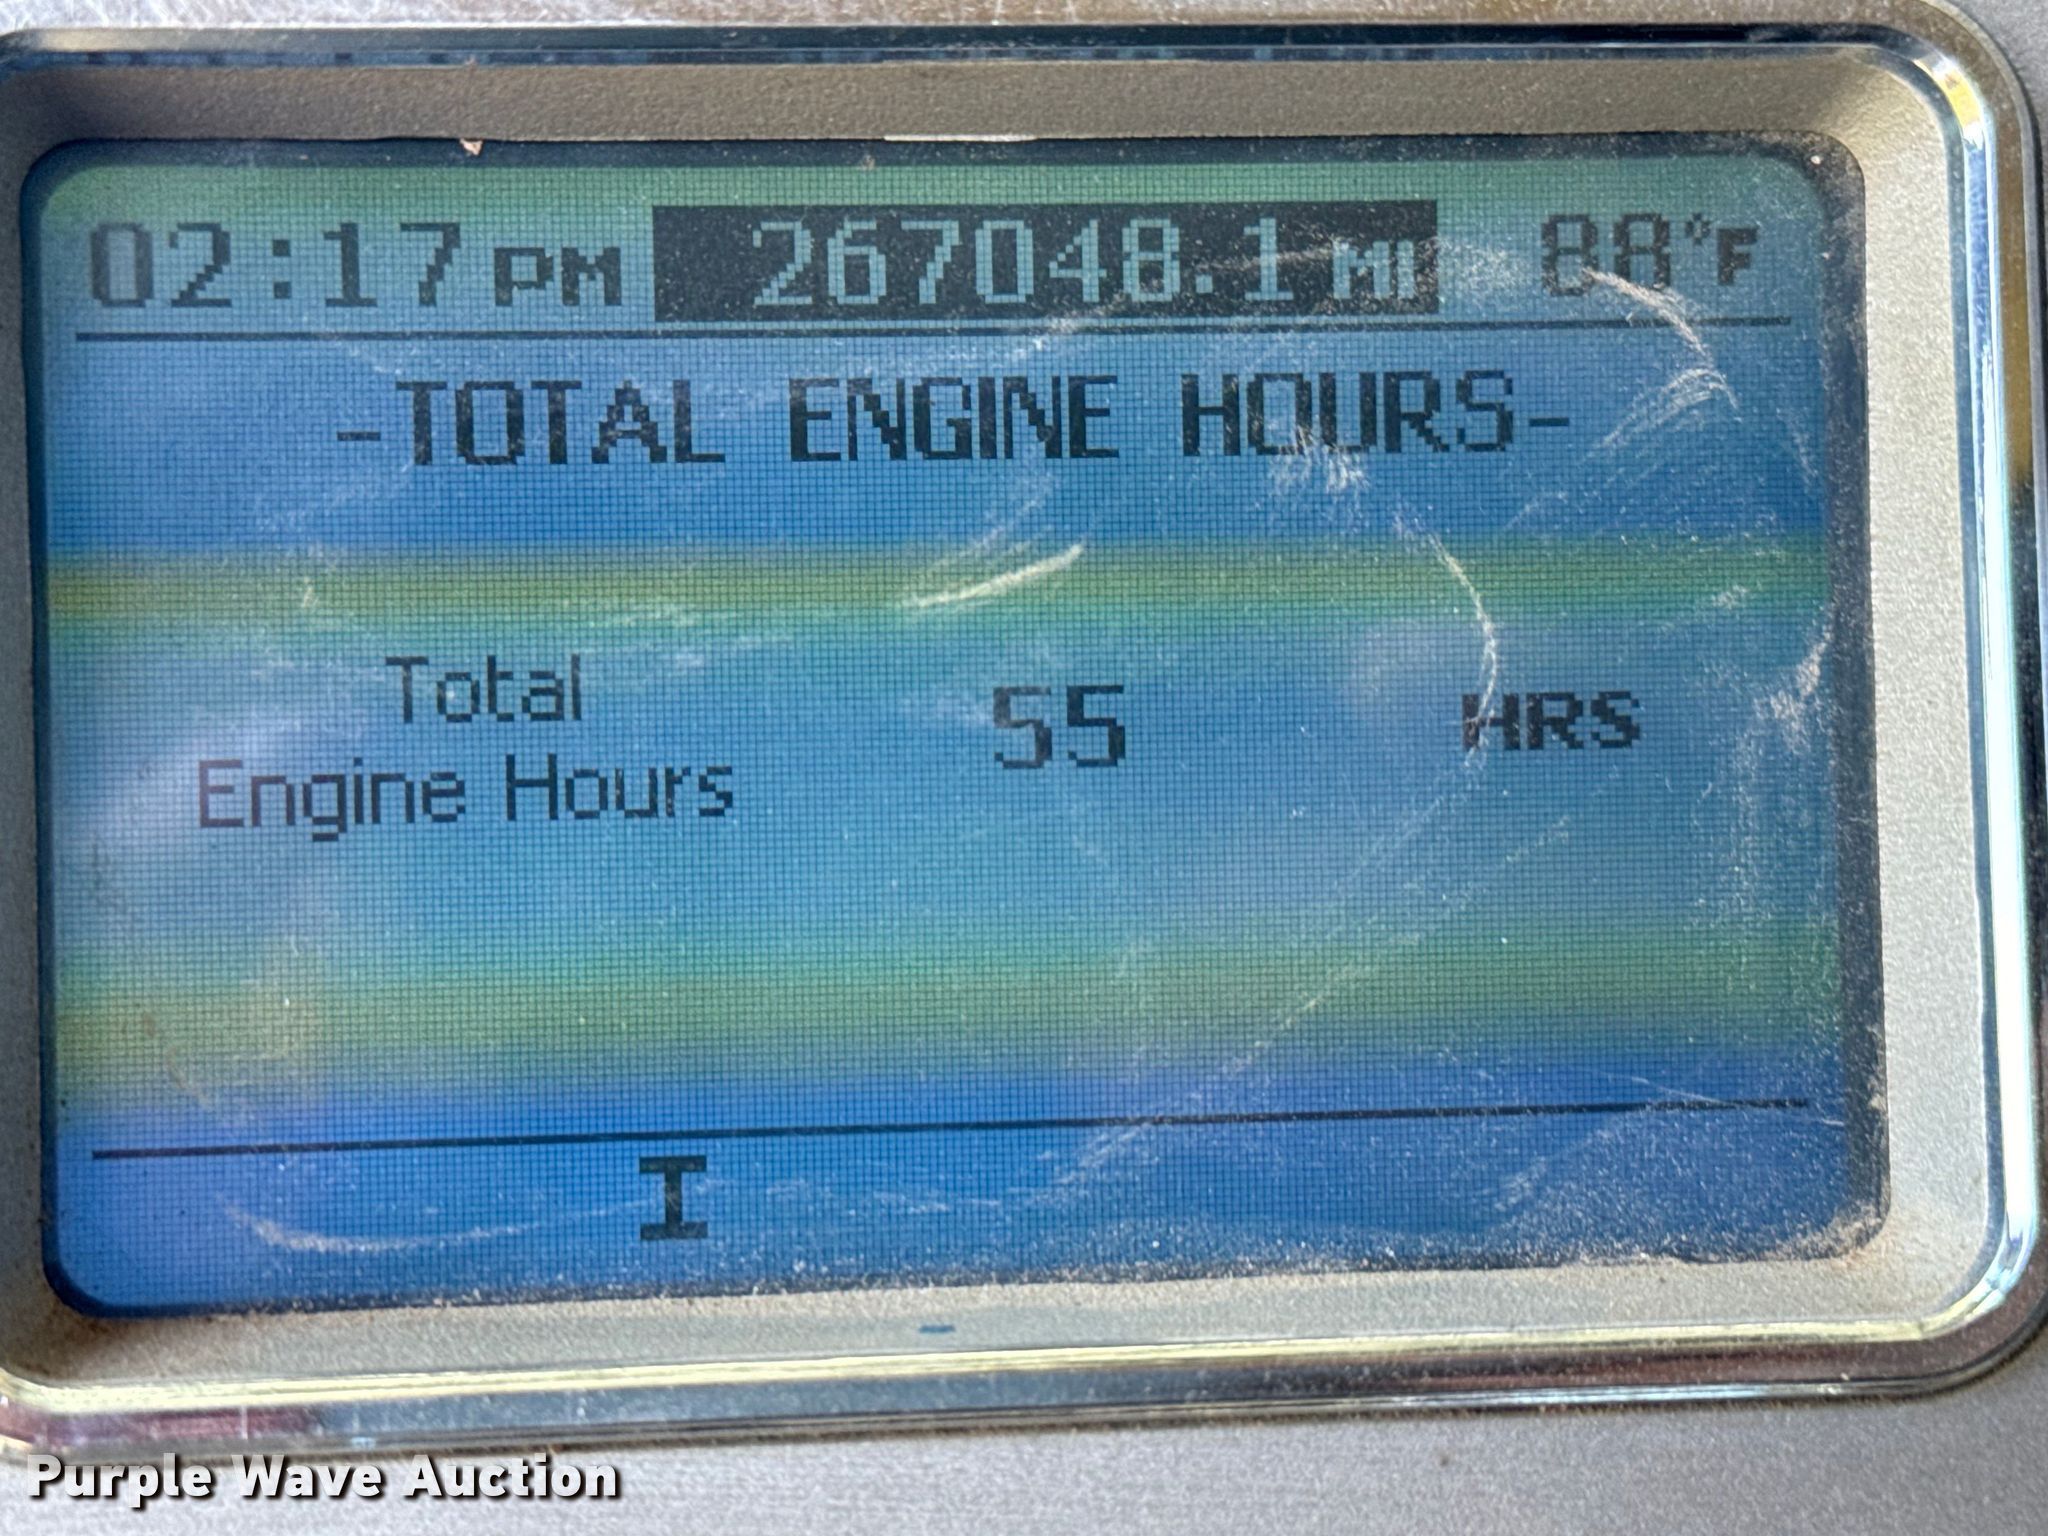 02:17 PM 267048.1 MI 88°F
-TOTAL ENGINE HOURS-
Total
Engine Hours 55 HRS
I
Purple Wave Auction